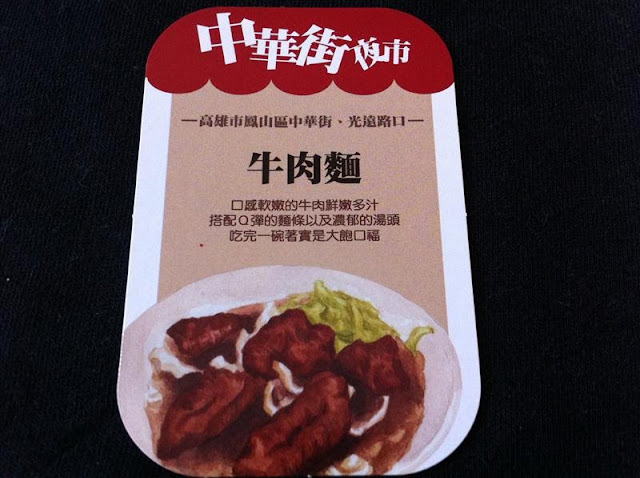 中華街夜市
—高雄市鳳山區中華街、光遠路口—
牛肉麵
口感軟嫩的牛肉鮮嫩多汁
搭配Q彈的麵條以及濃郁的湯頭
吃完一碗著實是大飽口福